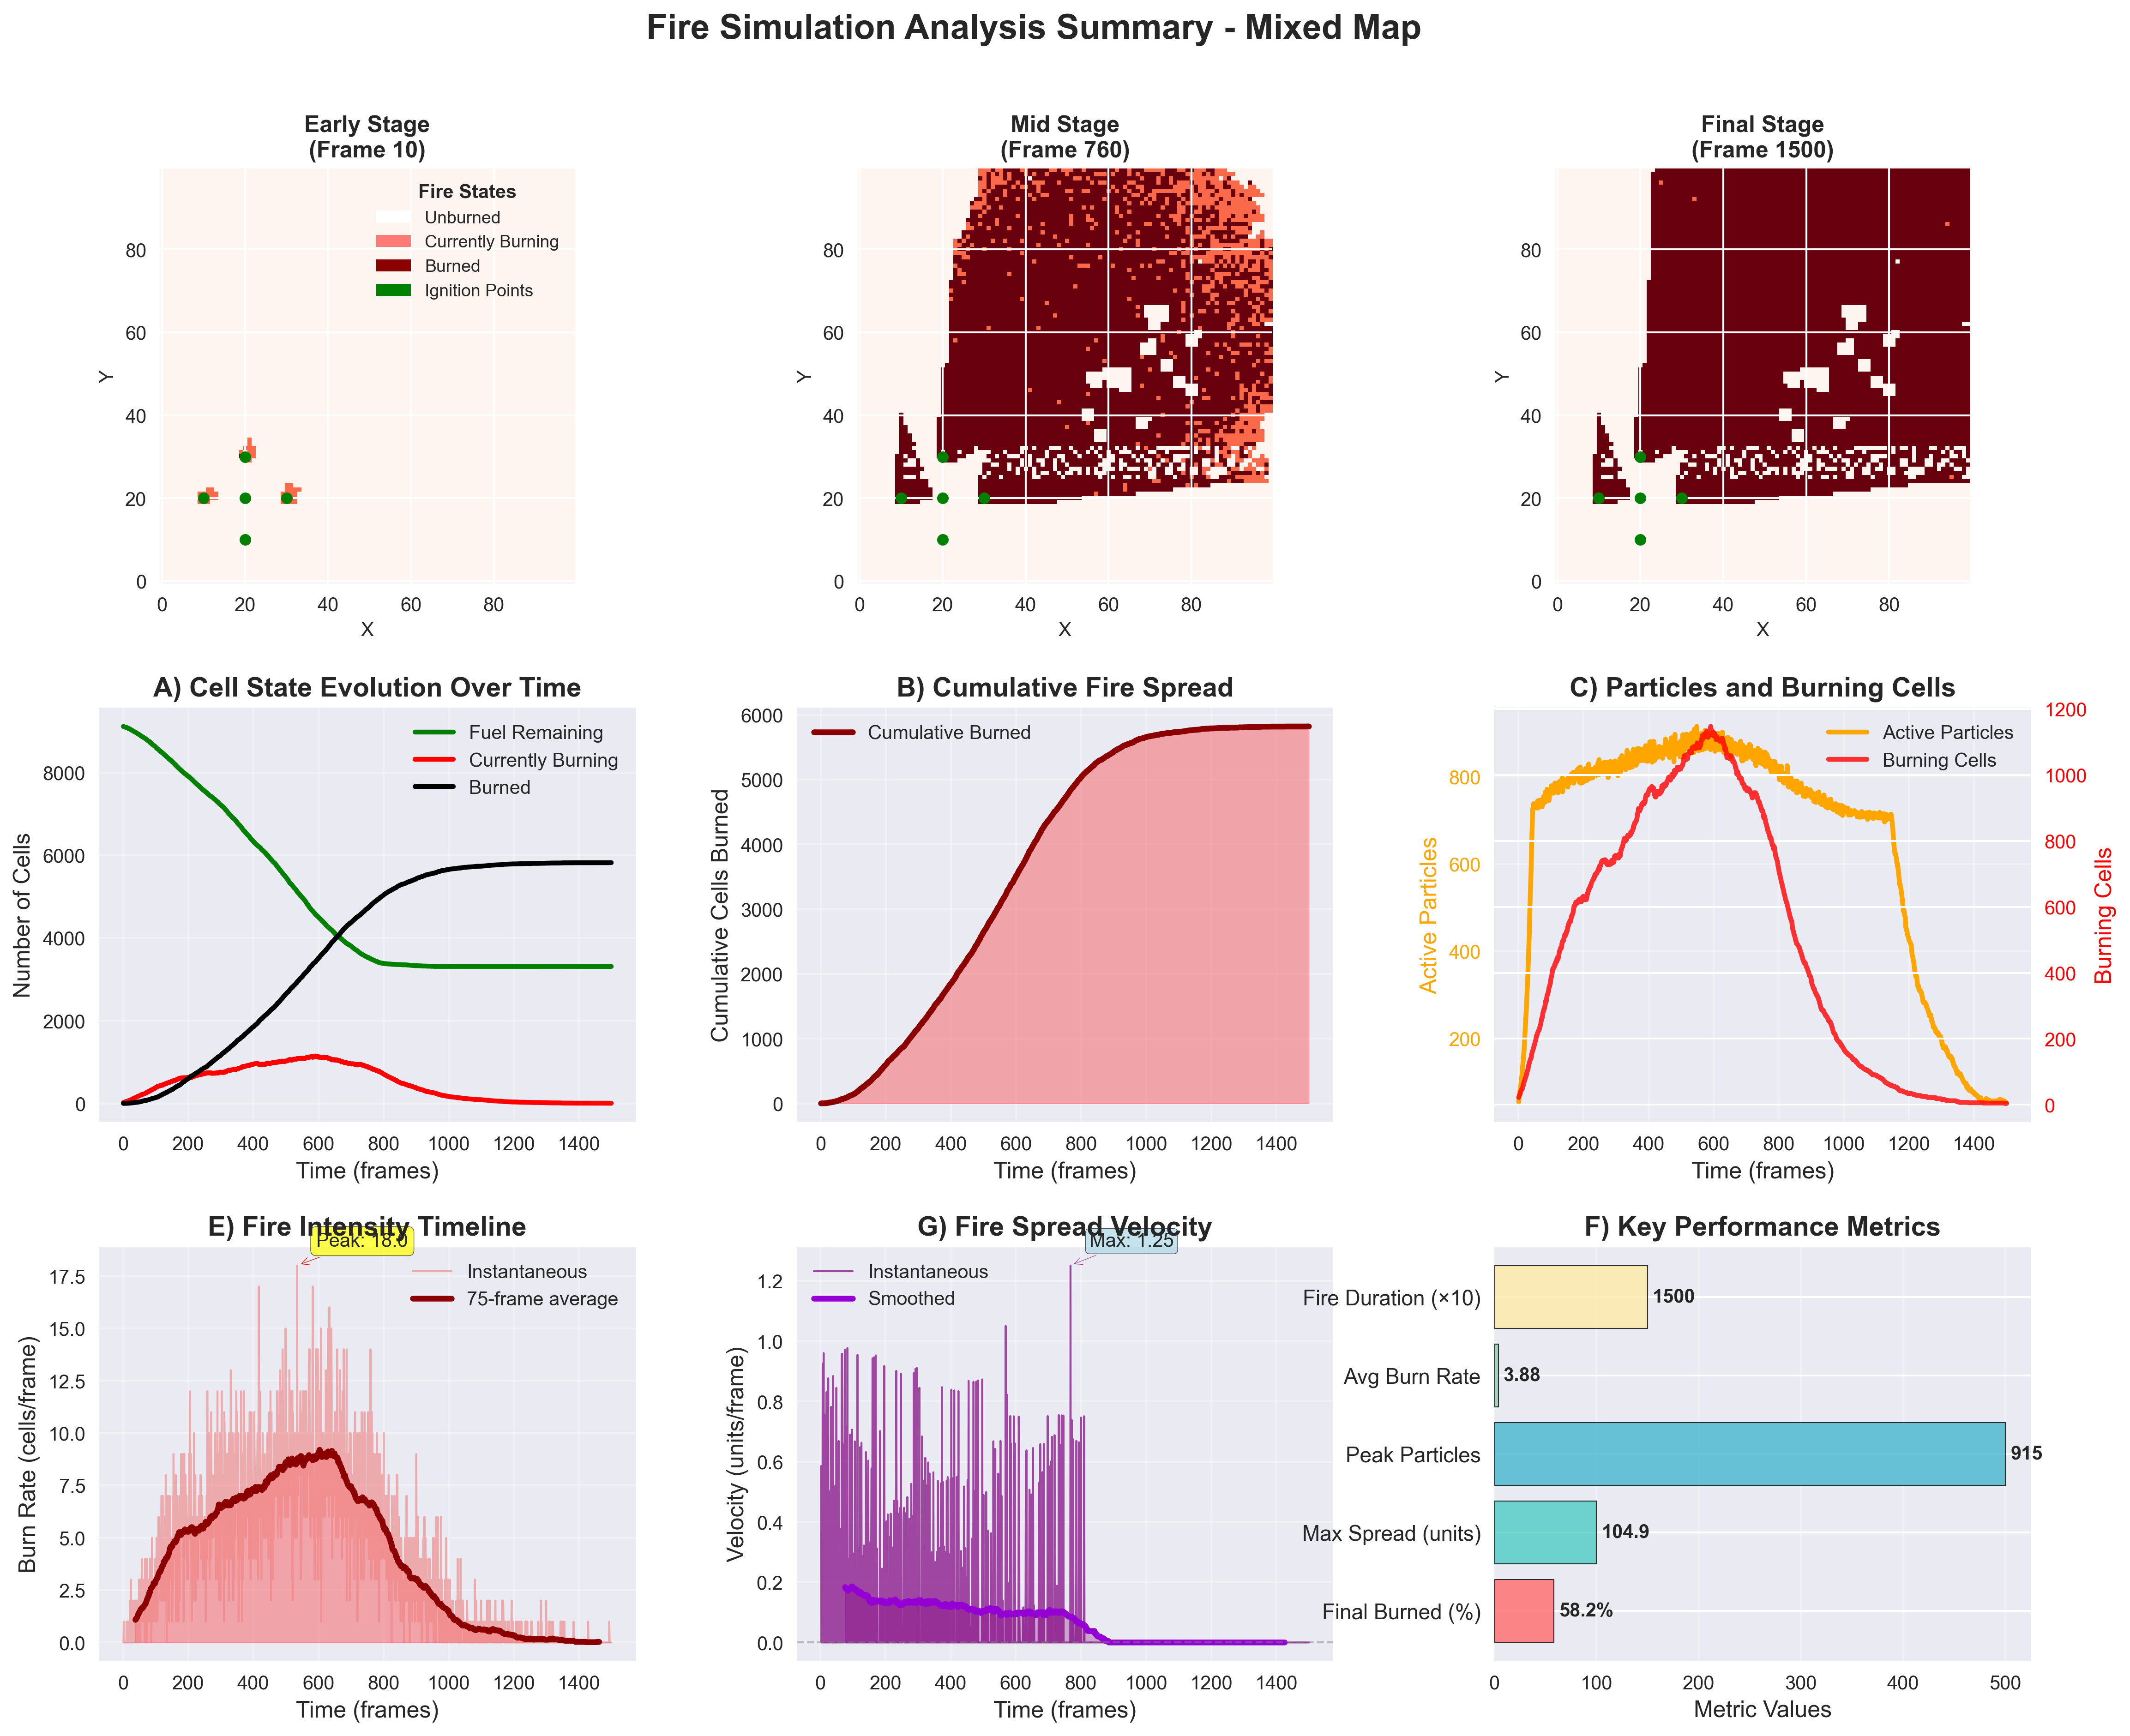 Fire Simulation Analysis Summary - Mixed Map
Early Stage
(Frame 10)
Fire States
Unburned
Currently Burning
Burned
Ignition Points
80
60
40
20
0
Y
0 20 40 60 80
X
Mid Stage
(Frame 760)
80
60
40
20
0
Y
0 20 40 60 80
X
Final Stage
(Frame 1500)
80
60
40
20
0
Y
0 20 40 60 80
X
A) Cell State Evolution Over Time
Fuel Remaining
Currently Burning
Burned
8000
6000
4000
2000
0
Number of Cells
0 200 400 600 800 1000 1200 1400
Time (frames)
B) Cumulative Fire Spread
Cumulative Burned
6000
5000
4000
3000
2000
1000
0
Cumulative Cells Burned
0 200 400 600 800 1000 1200 1400
Time (frames)
C) Particles and Burning Cells
Active Particles
Burning Cells
800
600
400
200
Active Particles
1200
1000
800
600
400
200
0
Burning Cells
0 200 400 600 800 1000 1200 1400
Time (frames)
E) Fire Intensity Timeline
Peak: 18.0
Instantaneous
75-frame average
17.5
15.0
12.5
10.0
7.5
5.0
2.5
0.0
Burn Rate (cells/frame)
0 200 400 600 800 1000 1200 1400
Time (frames)
G) Fire Spread Velocity
Max: 1.25
Instantaneous
Smoothed
1.2
1.0
0.8
0.6
0.4
0.2
0.0
Velocity (units/frame)
0 200 400 600 800 1000 1200 1400
Time (frames)
F) Key Performance Metrics
Fire Duration (×10) 1500
Avg Burn Rate 3.88
Peak Particles 915
Max Spread (units) 104.9
Final Burned (%) 58.2%
0 100 200 300 400 500
Metric Values